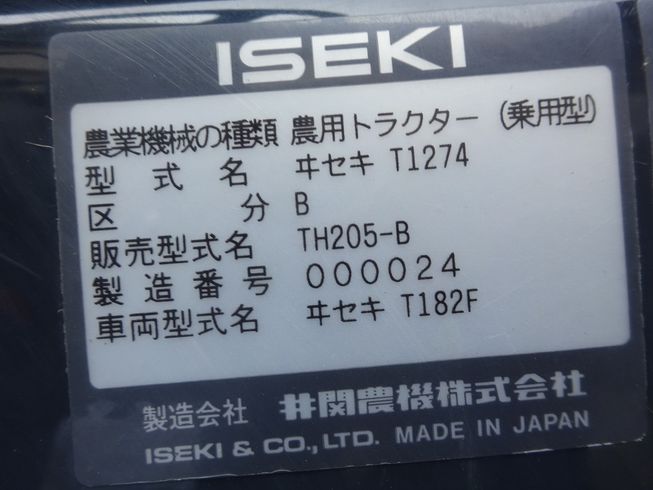 ISEKI
農業機械の種類 農用トラクター (乗用型)
型式名 ヰセキ T1274
区分 B
販売型式名 TH205-B
製造番号 000024
車両型式名 ヰセキ T182F
製造会社 井関農機株式会社
ISEKI & CO., LTD. MADE IN JAPAN